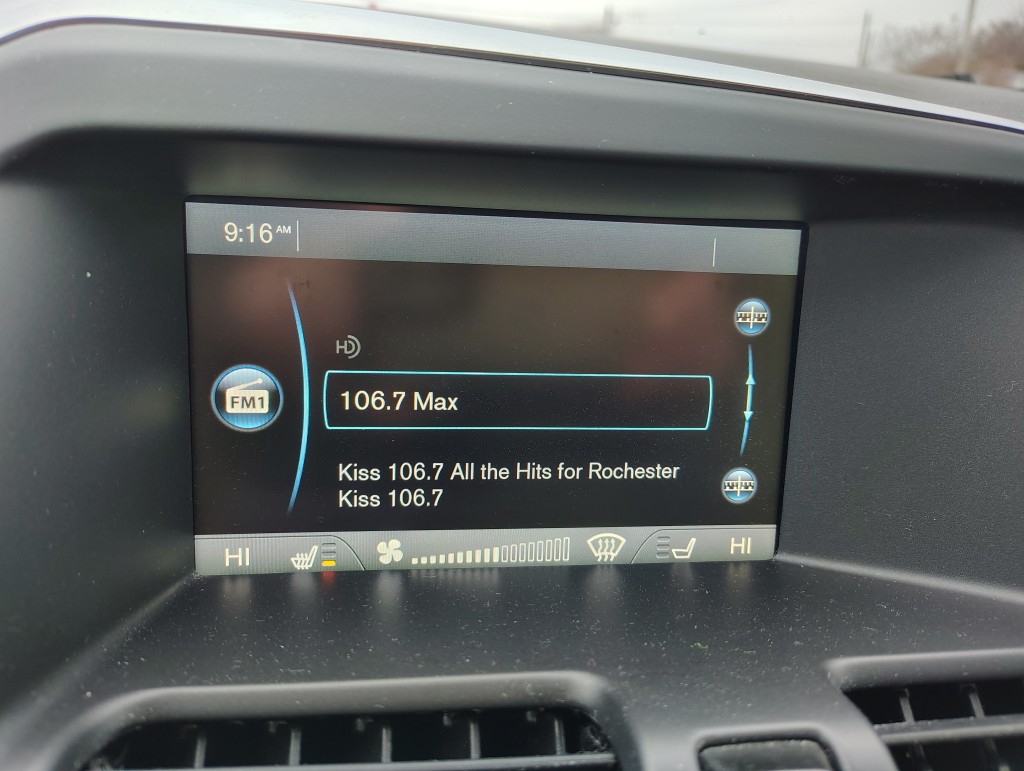 9:16 AM
HD
FM1
106.7 Max
Kiss 106.7 All the Hits for Rochester
Kiss 106.7
HI HI